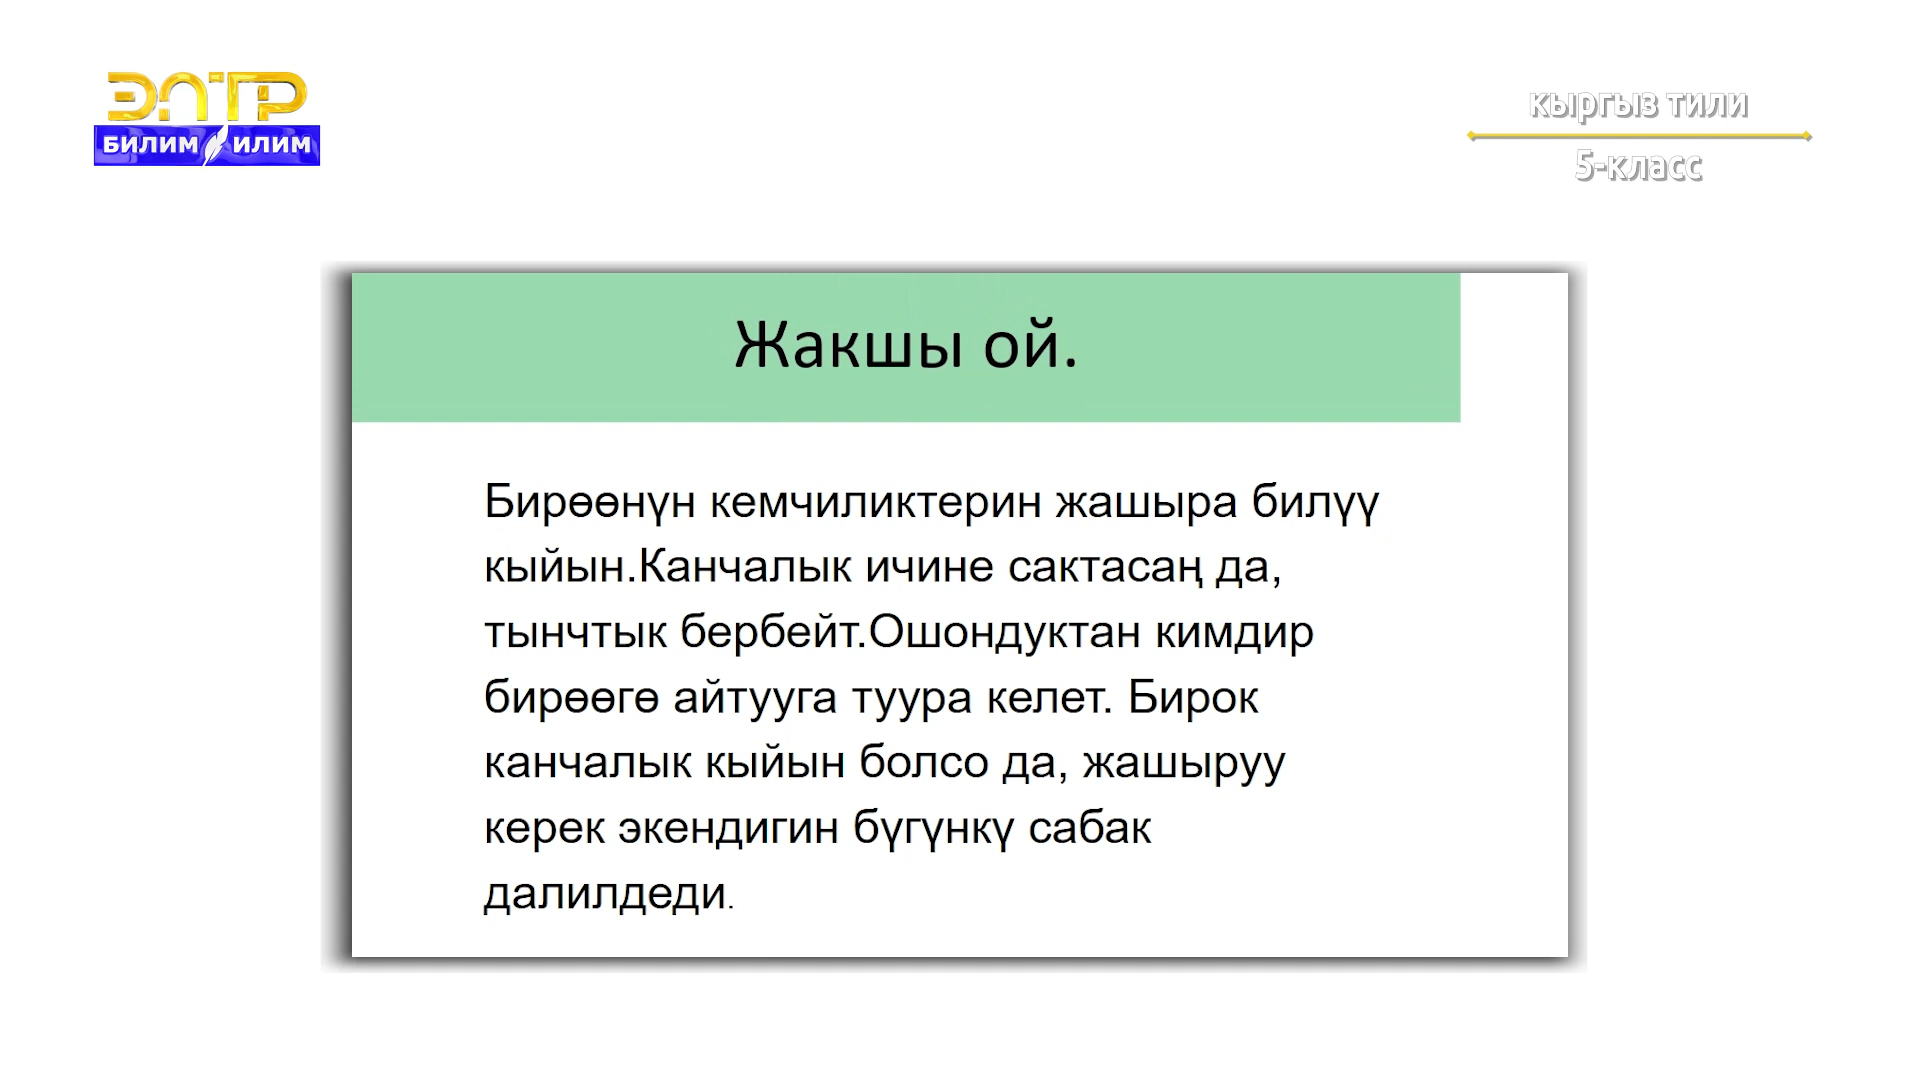 ЭЛТР
БИЛИМ ИЛИМ
кыргыз тили
5-класс
Жакшы ой.
Бирөөнүн кемчиликтерин жашыра билүү
кыйын.Канчалык ичине сактасаң да,
тынчтык бербейт.Ошондуктан кимдир
бирөөгө айтууга туура келет. Бирок
канчалык кыйын болсо да, жашыруу
керек экендигин бүгүнкү сабак
далилдеди.